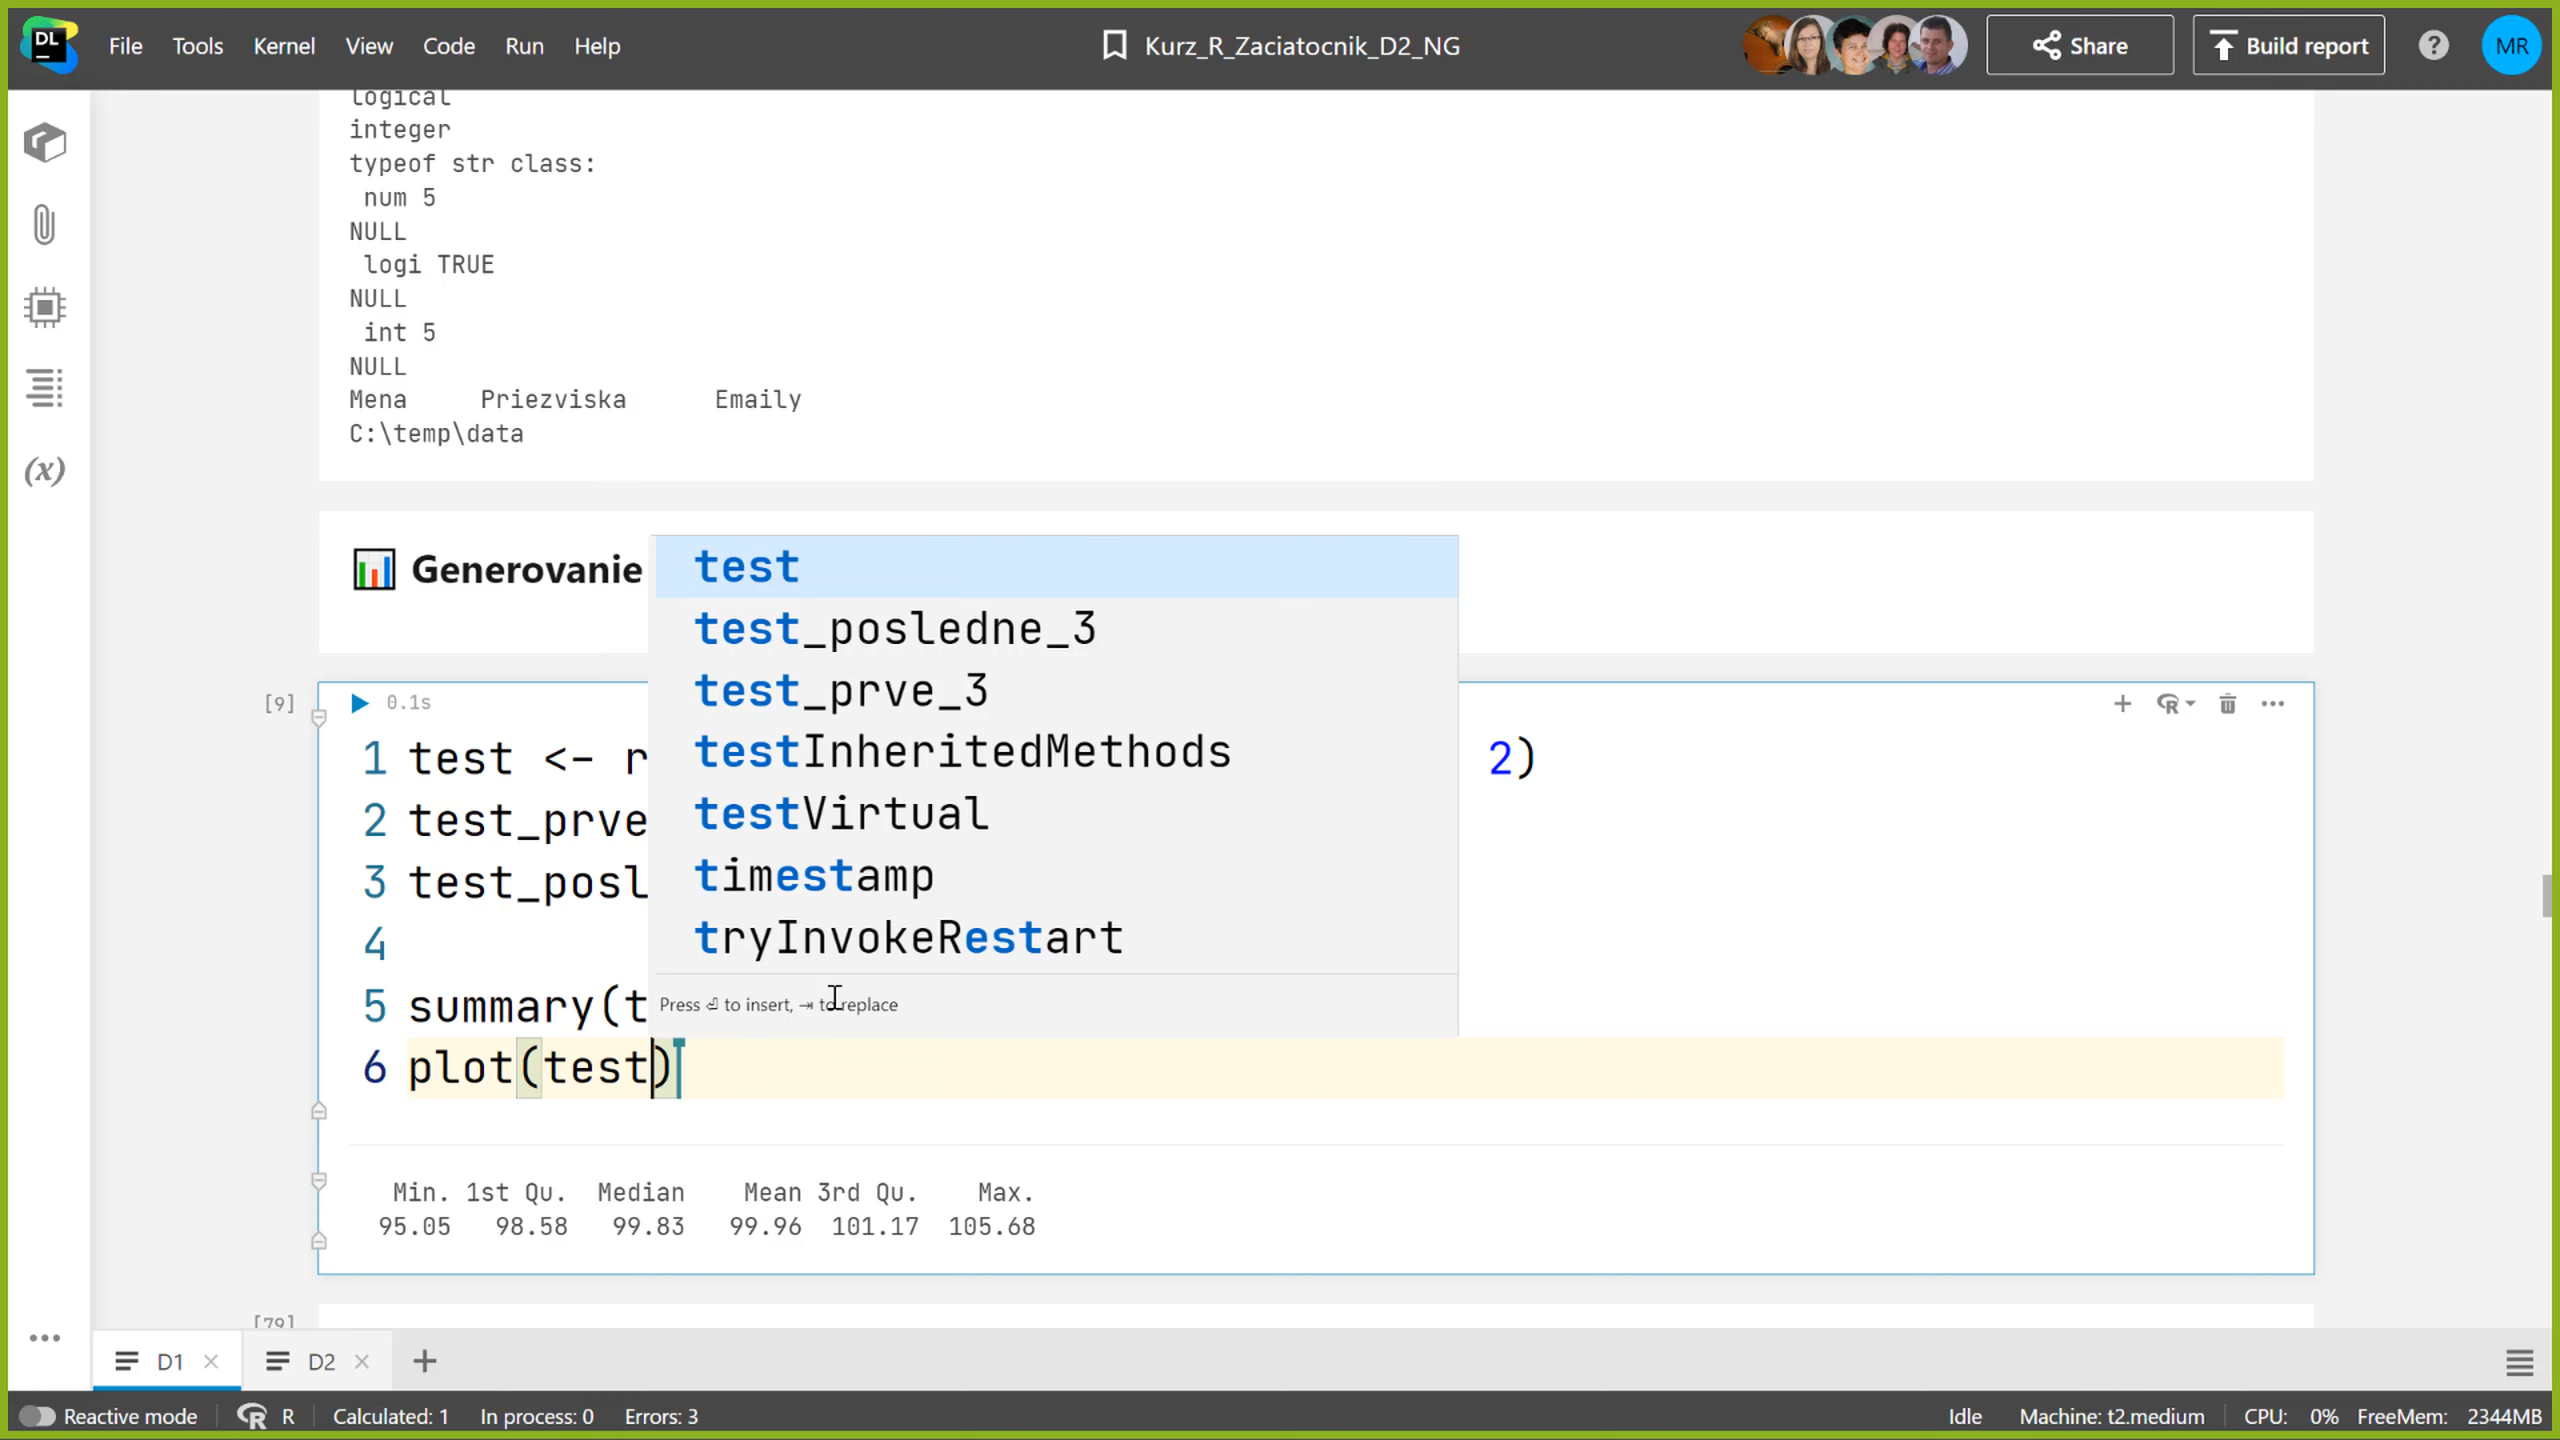 DL
File Tools Kernel View Code Run Help
Kurz_R_Zaciatocnik_D2_NG
Share
Build report
?
MR
logical
integer
typeof str class:
num 5
NULL
logi TRUE
NULL
int 5
NULL
Mena Priezviska Emaily
C:\temp\data
(x)
Generovanie
test
test_posledne_3
test_prve_3
testInheritedMethods
testVirtual
timestamp
tryInvokeRestart
Press ⏎ to insert, ⇥ to replace
[9] 0.1s
1 test <- r 2)
2 test_prve
3 test_posl
4
5 summary(t
6 plot(test)
Min. 1st Qu. Median Mean 3rd Qu. Max.
95.05 98.58 99.83 99.96 101.17 105.68
[79]
D1 D2
Reactive mode R Calculated: 1 In process: 0 Errors: 3 Idle Machine: t2.medium CPU: 0% FreeMem: 2344MB